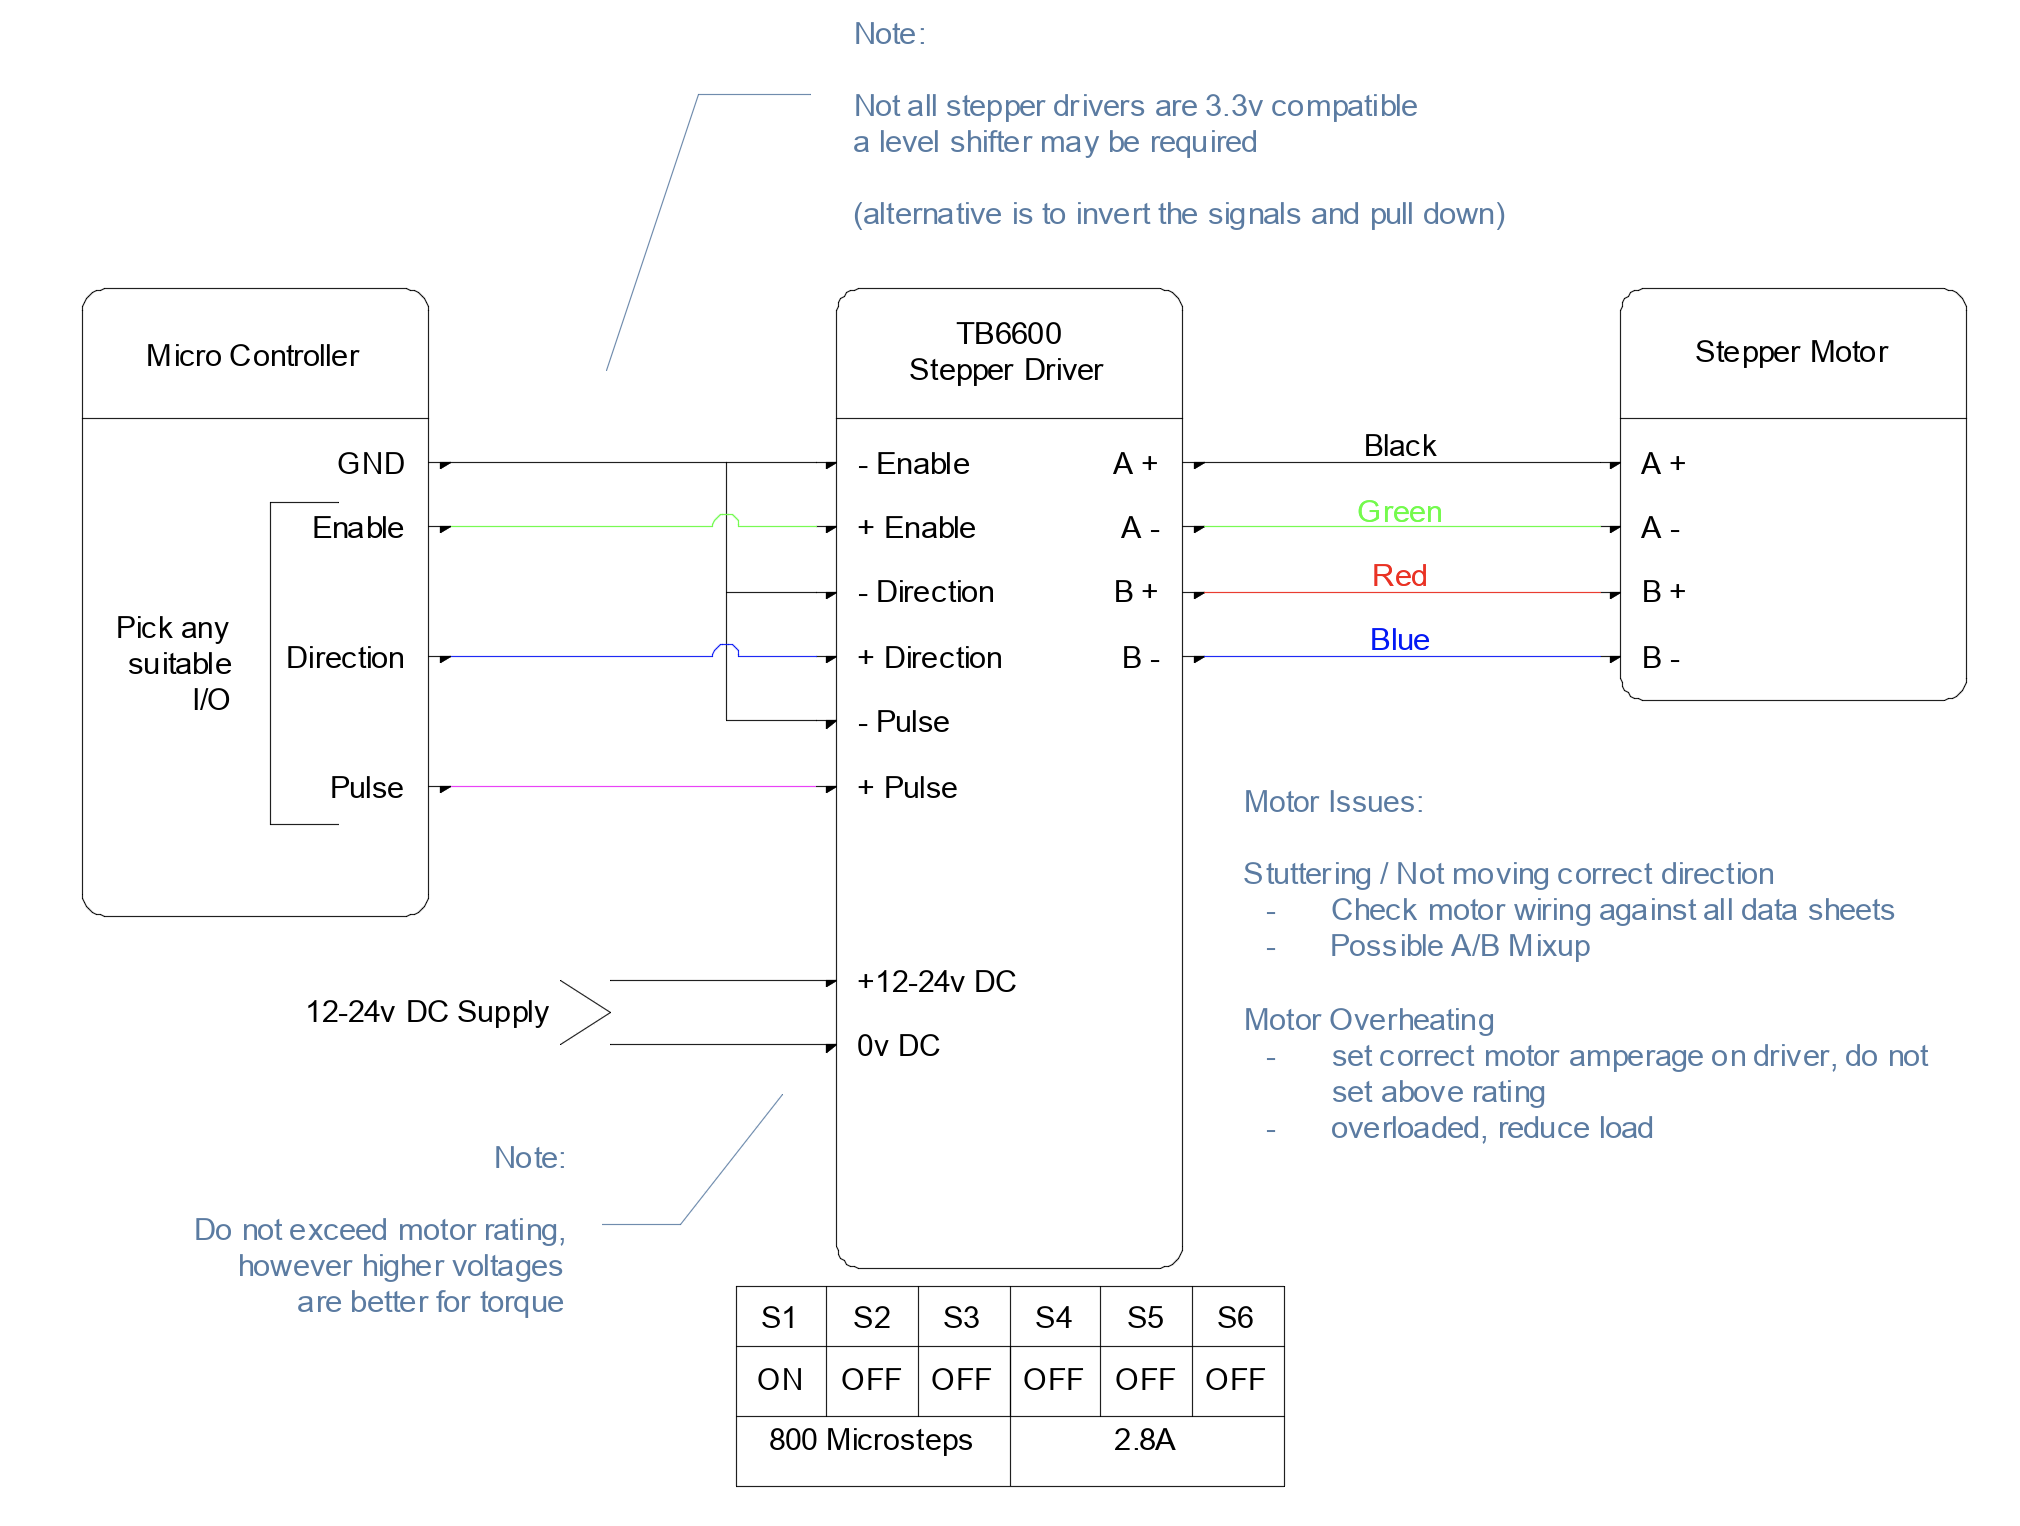 Note:
Not all stepper drivers are 3.3v compatible
a level shifter may be required
(alternative is to invert the signals and pull down)
Micro Controller
GND
Enable
Pick any
suitable
I/O
Direction
Pulse
TB6600
Stepper Driver
- Enable
+ Enable
- Direction
+ Direction
- Pulse
+ Pulse
A +
A -
B +
B -
+12-24v DC
0v DC
Black
Green
Red
Blue
Stepper Motor
A +
A -
B +
B -
12-24v DC Supply
Note:
Do not exceed motor rating,
however higher voltages
are better for torque
Motor Issues:
Stuttering / Not moving correct direction
- Check motor wiring against all data sheets
- Possible A/B Mixup
Motor Overheating
- set correct motor amperage on driver, do not
set above rating
- overloaded, reduce load
S1 S2 S3 S4 S5 S6
ON OFF OFF OFF OFF OFF
800 Microsteps 2.8A